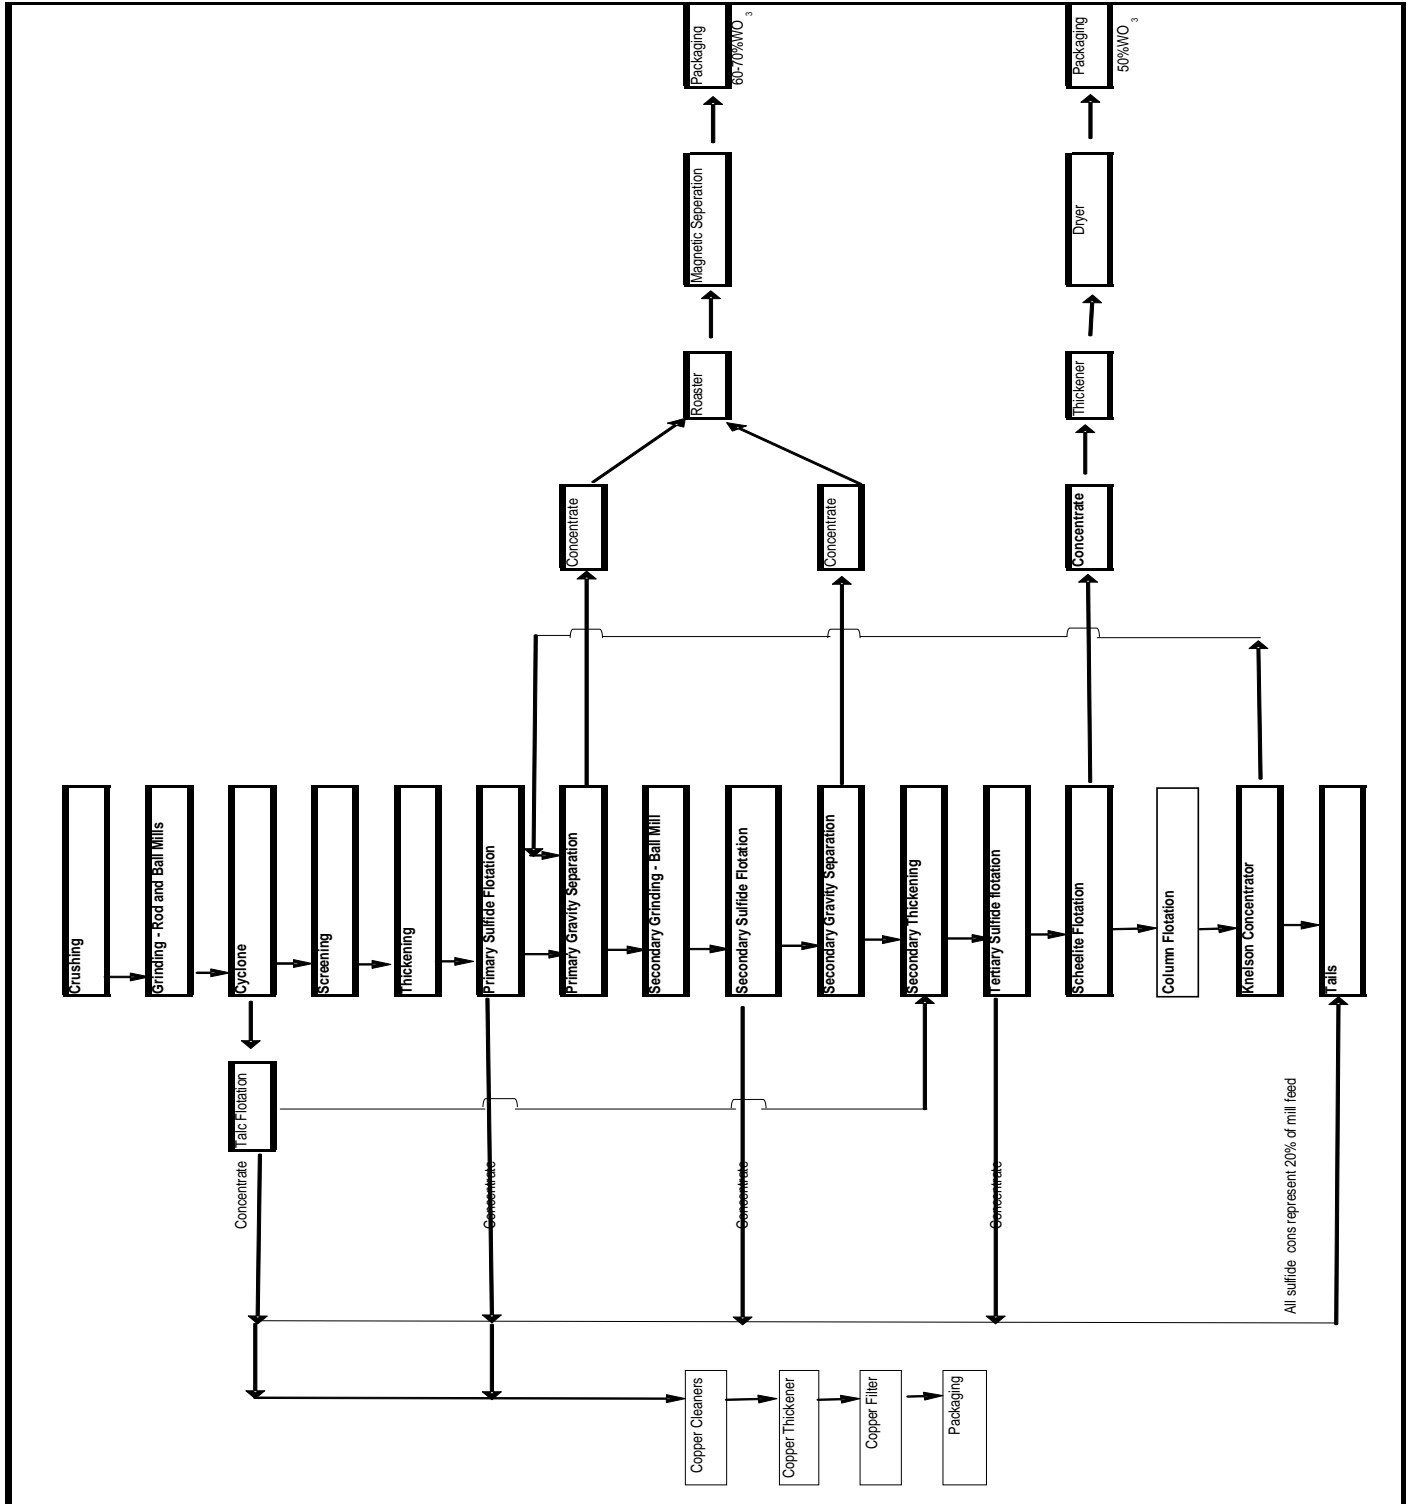 Crushing
Grinding - Rod and Ball Mills
Cyclone
Screening
Thickening
Primary Sulfide Flotation
Primary Gravity Separation
Secondary Grinding - Ball Mill
Secondary Sulfide Flotation
Secondary Gravity Separation
Secondary Thickening
Tertiary Sulfide flotation
Scheelite Flotation
Column Flotation
Knelson Concentrator
Tails
Talc Flotation
Concentrate
Concentrate
Concentrate
Concentrate
All sulfide cons represent 20% of mill feed
Copper Cleaners
Copper Thickener
Copper Filter
Packaging
Concentrate
Concentrate
Concentrate
Roaster
Magnetic Seperation
Packaging
60-70%WO3
Thickener
Dryer
Packaging
50%WO3